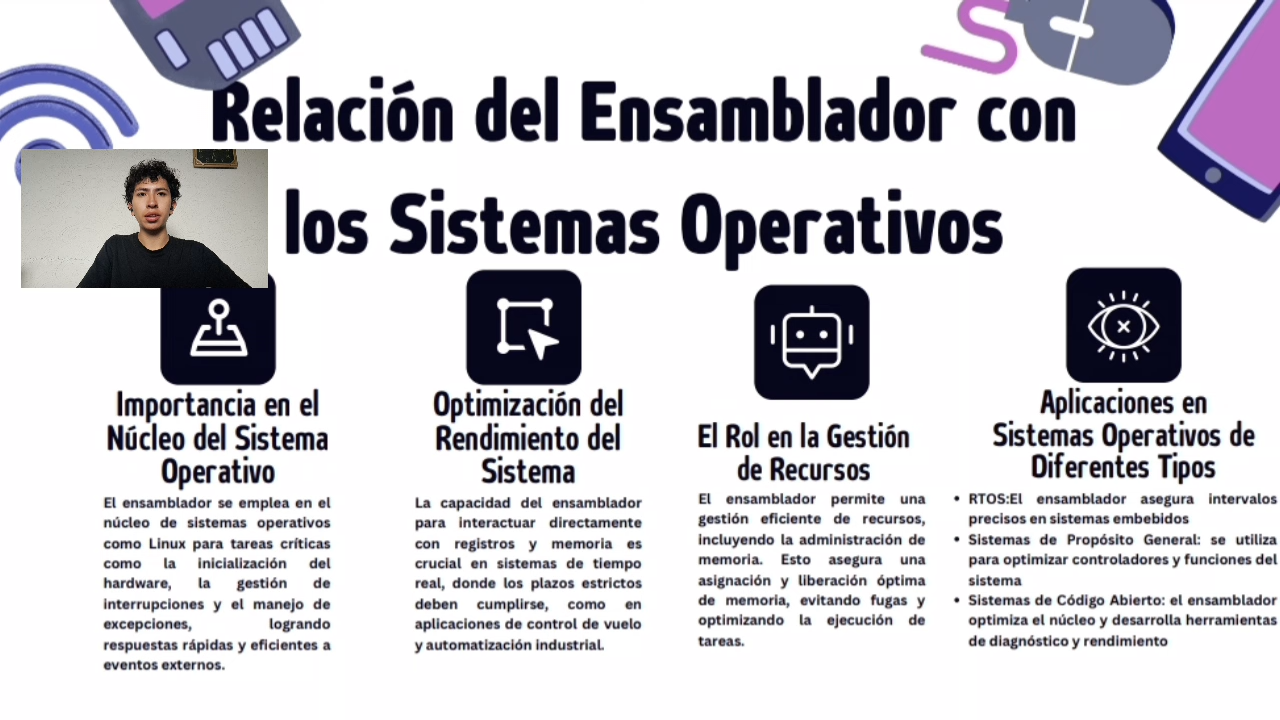 Relación del Ensamblador con
los Sistemas Operativos
Importancia en el
Núcleo del Sistema
Operativo
El ensamblador se emplea en el
núcleo de sistemas operativos
como Linux para tareas críticas
como la inicialización del
hardware, la gestión de
interrupciones y el manejo de
excepciones, logrando
respuestas rápidas y eficientes a
eventos externos.
Optimización del
Rendimiento del
Sistema
La capacidad del ensamblador
para interactuar directamente
con registros y memoria es
crucial en sistemas de tiempo
real, donde los plazos estrictos
deben cumplirse, como en
aplicaciones de control de vuelo
y automatización industrial.
El Rol en la Gestión
de Recursos
El ensamblador permite una
gestión eficiente de recursos,
incluyendo la administración de
memoria. Esto asegura una
asignación y liberación óptima
de memoria, evitando fugas y
optimizando la ejecución de
tareas.
Aplicaciones en
Sistemas Operativos de
Diferentes Tipos
• RTOS:El ensamblador asegura intervalos
precisos en sistemas embebidos
• Sistemas de Propósito General: se utiliza
para optimizar controladores y funciones del
sistema
• Sistemas de Código Abierto: el ensamblador
optimiza el núcleo y desarrolla herramientas
de diagnóstico y rendimiento